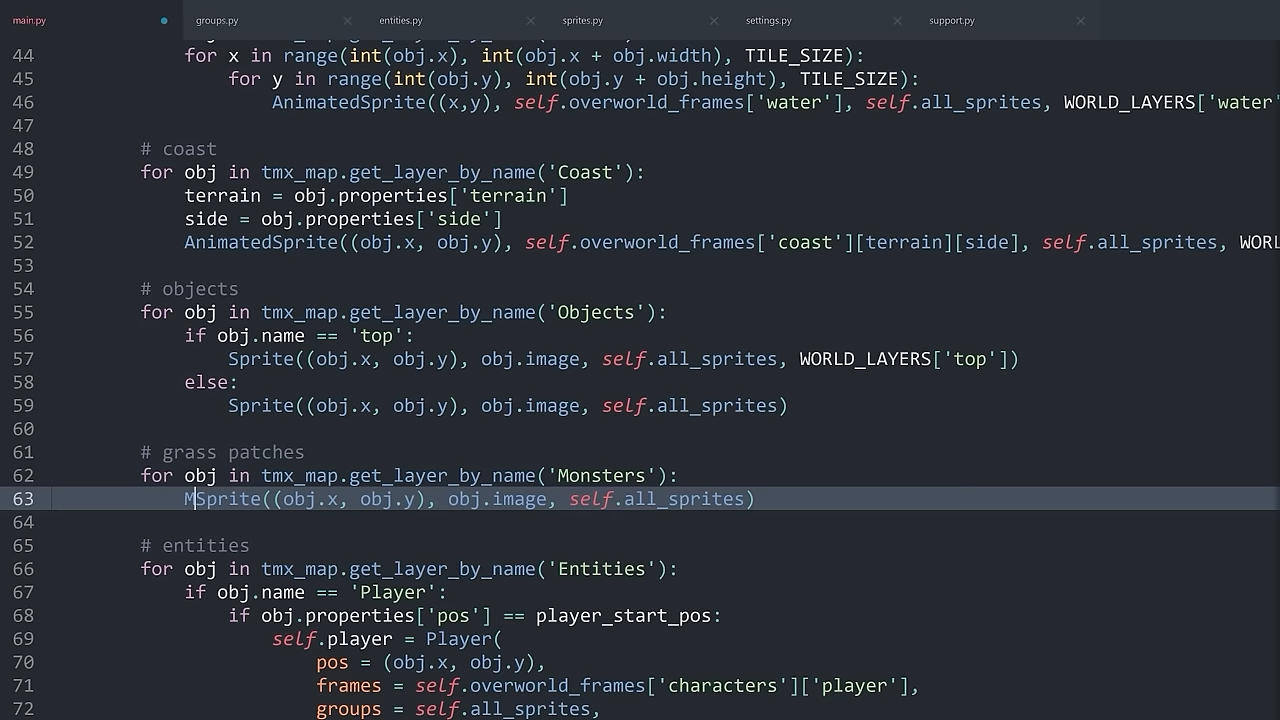 main.py groups.py entities.py sprites.py settings.py support.py
44 for x in range(int(obj.x), int(obj.x + obj.width), TILE_SIZE):
45 for y in range(int(obj.y), int(obj.y + obj.height), TILE_SIZE):
46 AnimatedSprite((x,y), self.overworld_frames['water'], self.all_sprites, WORLD_LAYERS['water'
47
48 # coast
49 for obj in tmx_map.get_layer_by_name('Coast'):
50 terrain = obj.properties['terrain']
51 side = obj.properties['side']
52 AnimatedSprite((obj.x, obj.y), self.overworld_frames['coast'][terrain][side], self.all_sprites, WORL
53
54 # objects
55 for obj in tmx_map.get_layer_by_name('Objects'):
56 if obj.name == 'top':
57 Sprite((obj.x, obj.y), obj.image, self.all_sprites, WORLD_LAYERS['top'])
58 else:
59 Sprite((obj.x, obj.y), obj.image, self.all_sprites)
60
61 # grass patches
62 for obj in tmx_map.get_layer_by_name('Monsters'):
63 MSprite((obj.x, obj.y), obj.image, self.all_sprites)
64
65 # entities
66 for obj in tmx_map.get_layer_by_name('Entities'):
67 if obj.name == 'Player':
68 if obj.properties['pos'] == player_start_pos:
69 self.player = Player(
70 pos = (obj.x, obj.y),
71 frames = self.overworld_frames['characters']['player'],
72 groups = self.all_sprites,